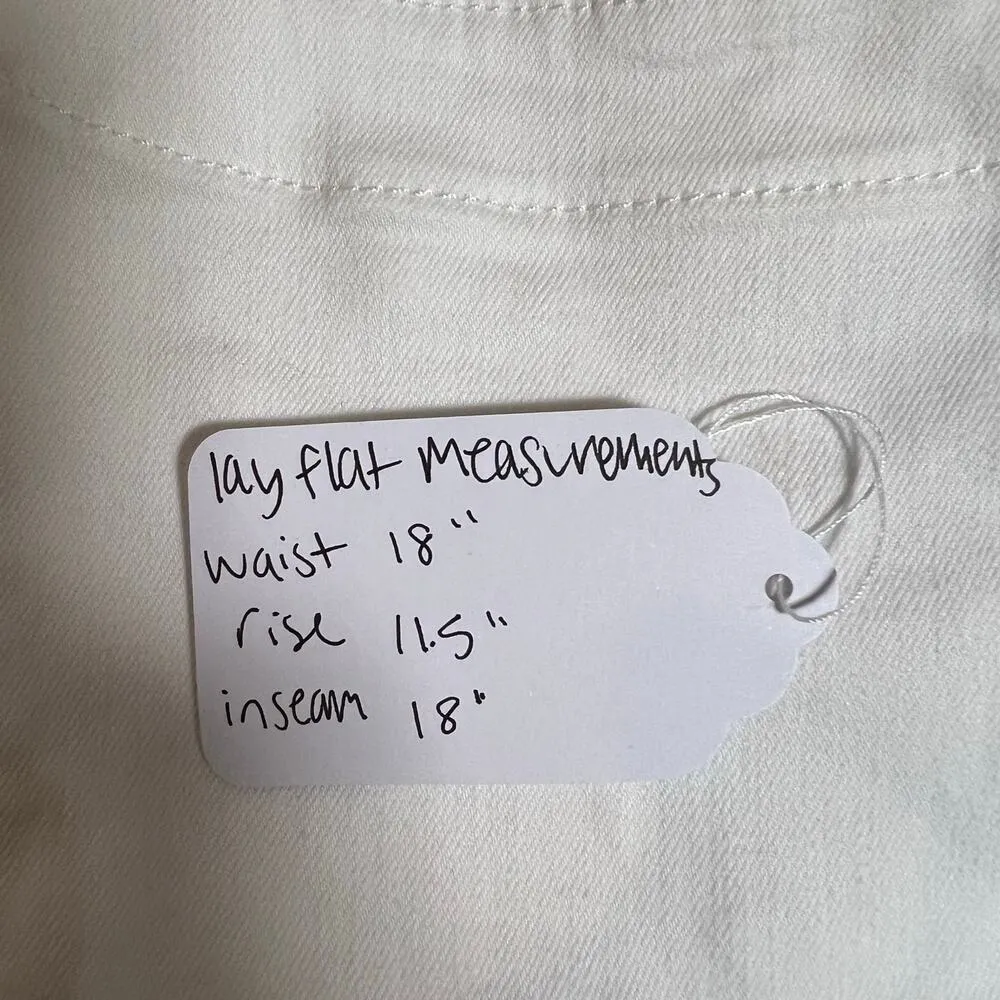 lay flat measurements
waist 18"
rise 11.5"
inseam 18"